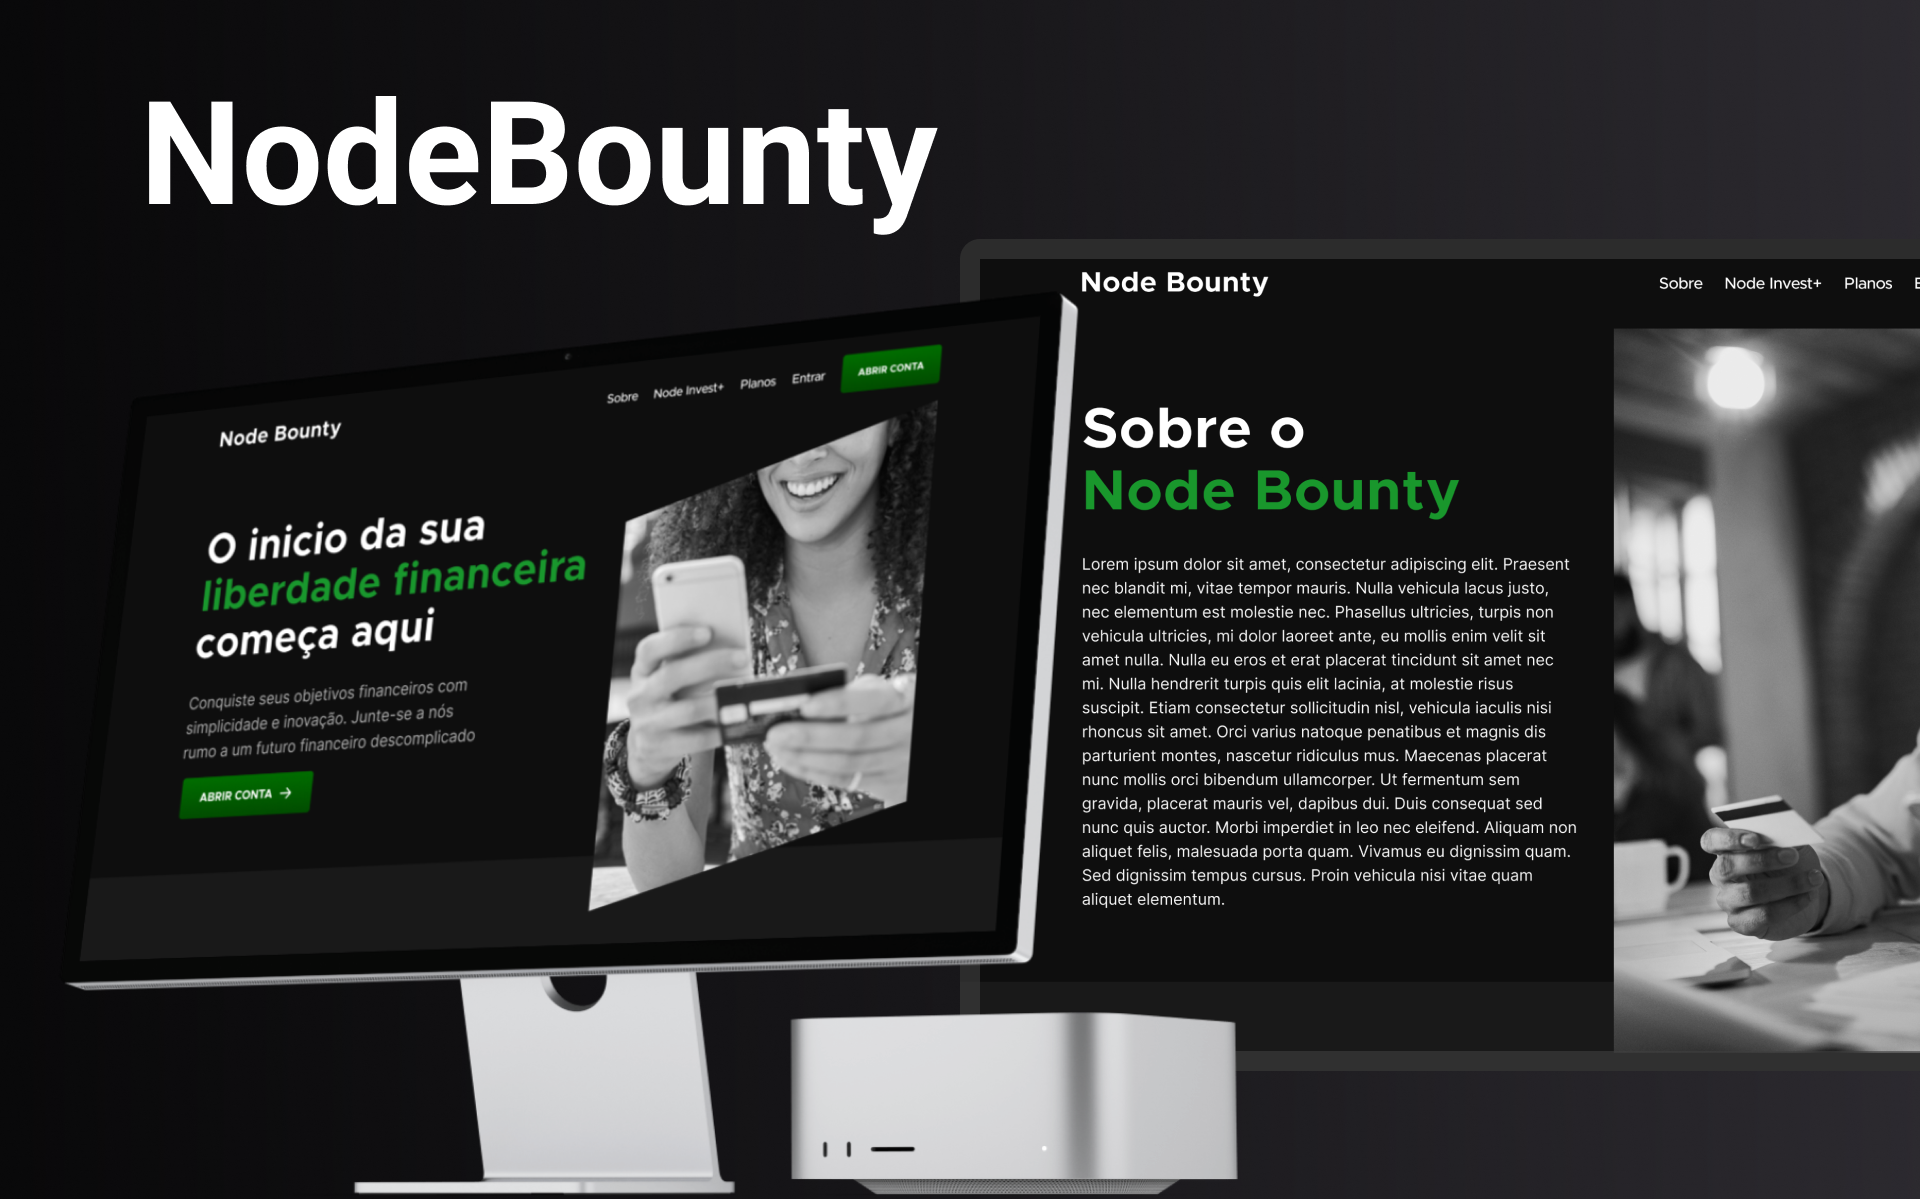 NodeBounty
Node Bounty
Sobre Node Invest+ Planos Entrar ABRIR CONTA
O inicio da sua
liberdade financeira
começa aqui
Conquiste seus objetivos financeiros com
simplicidade e inovação. Junte-se a nós
rumo a um futuro financeiro descomplicado
ABRIR CONTA →
Node Bounty
Sobre Node Invest+ Planos
Sobre o
Node Bounty
Lorem ipsum dolor sit amet, consectetur adipiscing elit. Praesent
nec blandit mi, vitae tempor mauris. Nulla vehicula lacus justo,
nec elementum est molestie nec. Phasellus ultricies, turpis non
vehicula ultricies, mi dolor laoreet ante, eu mollis enim velit sit
amet nulla. Nulla eu eros et erat placerat tincidunt sit amet nec
mi. Nulla hendrerit turpis quis elit lacinia, at molestie risus
suscipit. Etiam consectetur sollicitudin nisl, vehicula iaculis nisi
rhoncus sit amet. Orci varius natoque penatibus et magnis dis
parturient montes, nascetur ridiculus mus. Maecenas placerat
nunc mollis orci bibendum ullamcorper. Ut fermentum sem
gravida, placerat mauris vel, dapibus dui. Duis consequat sed
nunc quis auctor. Morbi imperdiet in leo nec eleifend. Aliquam non
aliquet felis, malesuada porta quam. Vivamus eu dignissim quam.
Sed dignissim tempus cursus. Proin vehicula nisi vitae quam
aliquet elementum.